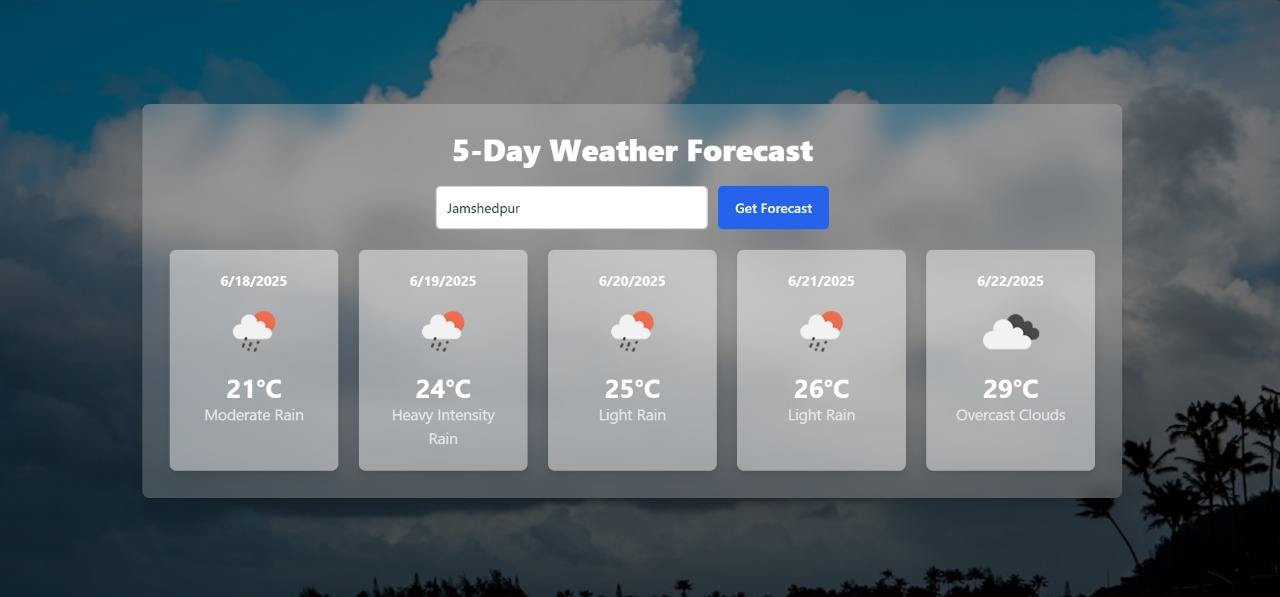 5-Day Weather Forecast
Jamshedpur
Get Forecast
6/18/2025
21°C
Moderate Rain
6/19/2025
24°C
Heavy Intensity
Rain
6/20/2025
25°C
Light Rain
6/21/2025
26°C
Light Rain
6/22/2025
29°C
Overcast Clouds